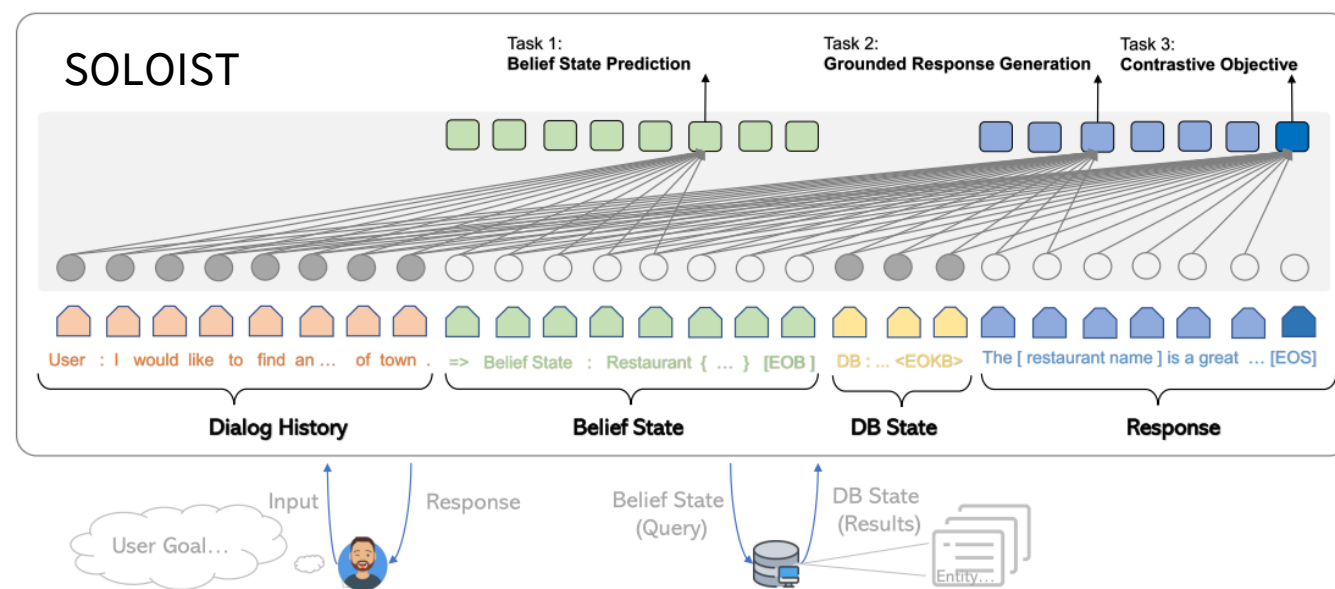 SOLOIST
Task 1:
Belief State Prediction
Task 2:
Grounded Response Generation
Task 3:
Contrastive Objective
User : I would like to find an ... of town .
=> Belief State : Restaurant { ... } [EOB]
DB : ... <EOKB>
The [ restaurant name ] is a great ... [EOS]
Dialog History
Belief State
DB State
Response
Input
Response
Belief State
(Query)
DB State
(Results)
User Goal...
Entity...